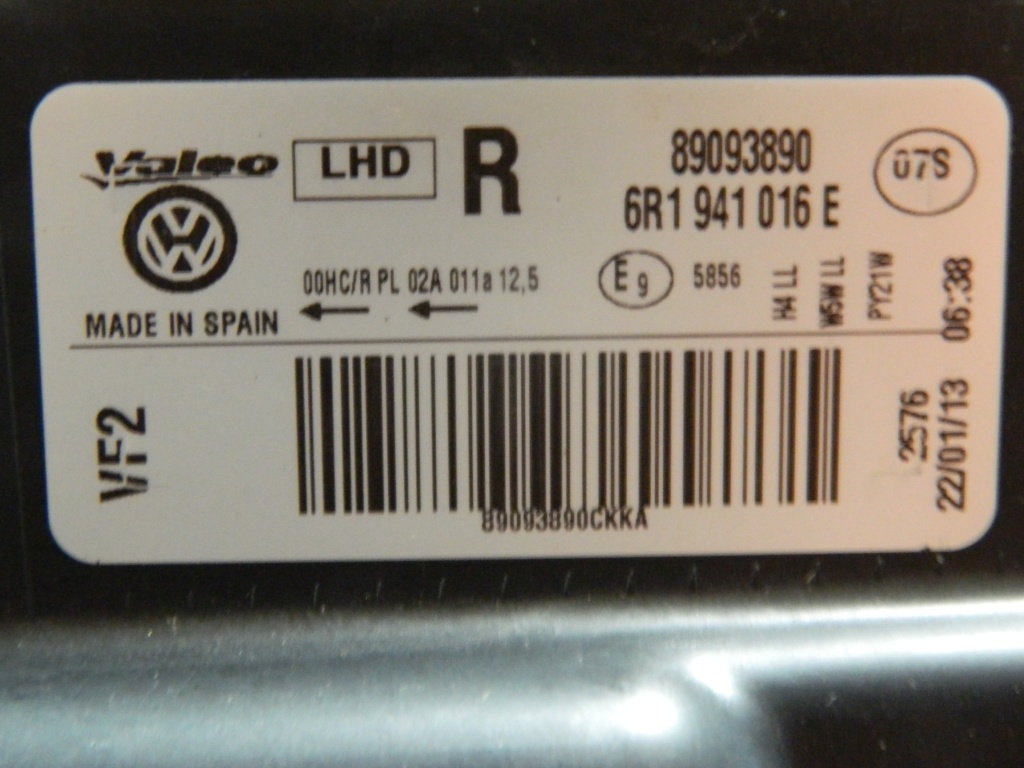 Valeo
LHD
R
89093890
6R1 941 016 E
07S
00HC/R PL 02A 011a 12,5
E9
5856
H4 LL
W5W LL
PY21W
06:38
MADE IN SPAIN
VF2
89093890CKKA
2576
22/01/13